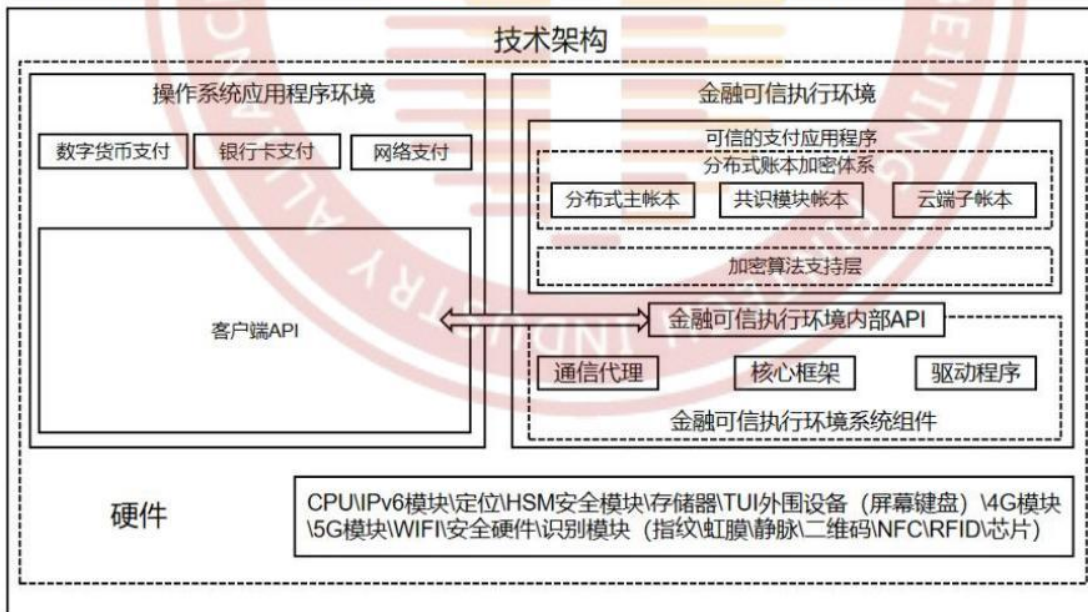 技术架构
操作系统应用程序环境
数字货币支付
银行卡支付
网络支付
客户端API
金融可信执行环境
可信的支付应用程序
分布式账本加密体系
分布式主帐本
共识模块帐本
云端子帐本
加密算法支持层
金融可信执行环境内部API
通信代理
核心框架
驱动程序
金融可信执行环境系统组件
硬件
CPU\IPv6模块\定位\HSM安全模块\存储器\TUI外围设备（屏幕键盘）\4G模块
\5G模块\WIFI\安全硬件\识别模块（指纹\虹膜\静脉\二维码\NFC\RFID\芯片）
BEIJING FINTECH INDUSTRY ALLIANC